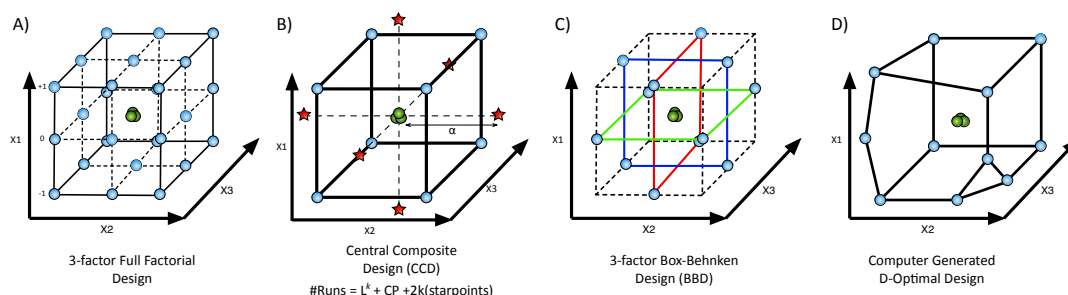 A)
B)
C)
D)
+1
0
-1
X1
X2
X3
X1
α
X2
X3
X1
X2
X3
X1
X2
X3
3-factor Full Factorial
Design
Central Composite
Design (CCD)
#Runs = Lᵏ + CP +2k(starpoints)
3-factor Box-Behnken
Design (BBD)
Computer Generated
D-Optimal Design